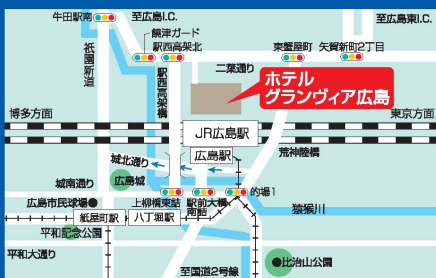 牛田駅南
至広島I.C.
至広島東I.C.
饒津ガード
駅西高架北
東蟹屋町
矢賀新町2丁目
祇園新道
駅西高架橋
二葉通り
ホテル
グランヴィア広島
博多方面
東京方面
JR広島駅
広島駅
荒神陸橋
城北通り
城南通り
広島城
広島市民球場
上柳橋東詰
駅前大橋
南詰
的場1
猿猴川
紙屋町駅
八丁堀駅
平和記念公園
平和大通り
至国道2号線
比治山公園